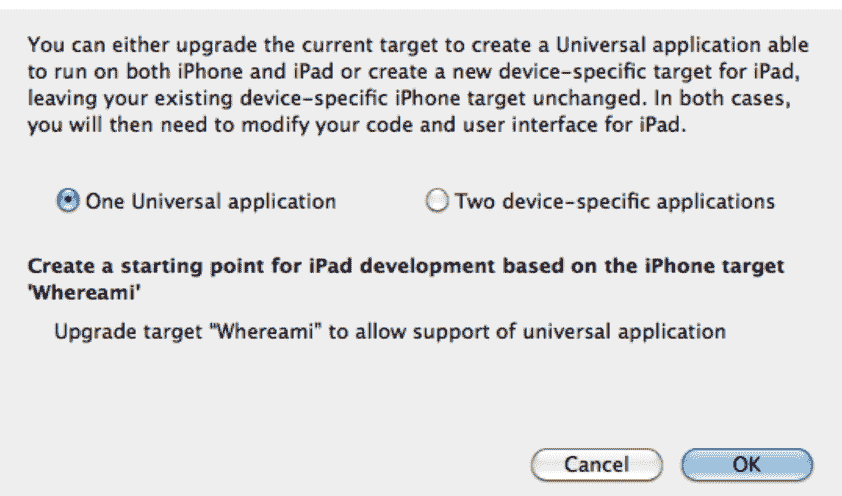 You can either upgrade the current target to create a Universal application able
to run on both iPhone and iPad or create a new device-specific target for iPad,
leaving your existing device-specific iPhone target unchanged. In both cases,
you will then need to modify your code and user interface for iPad.
One Universal application Two device-specific applications
Create a starting point for iPad development based on the iPhone target
'Whereami'
Upgrade target "Whereami" to allow support of universal application
Cancel OK